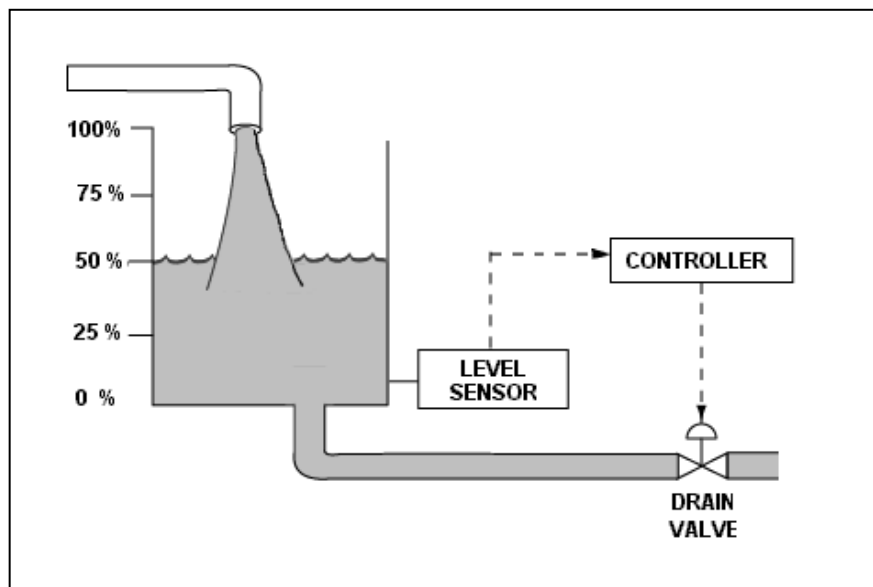 100%
75 %
50 %
25 %
0 %
CONTROLLER
LEVEL
SENSOR
DRAIN
VALVE